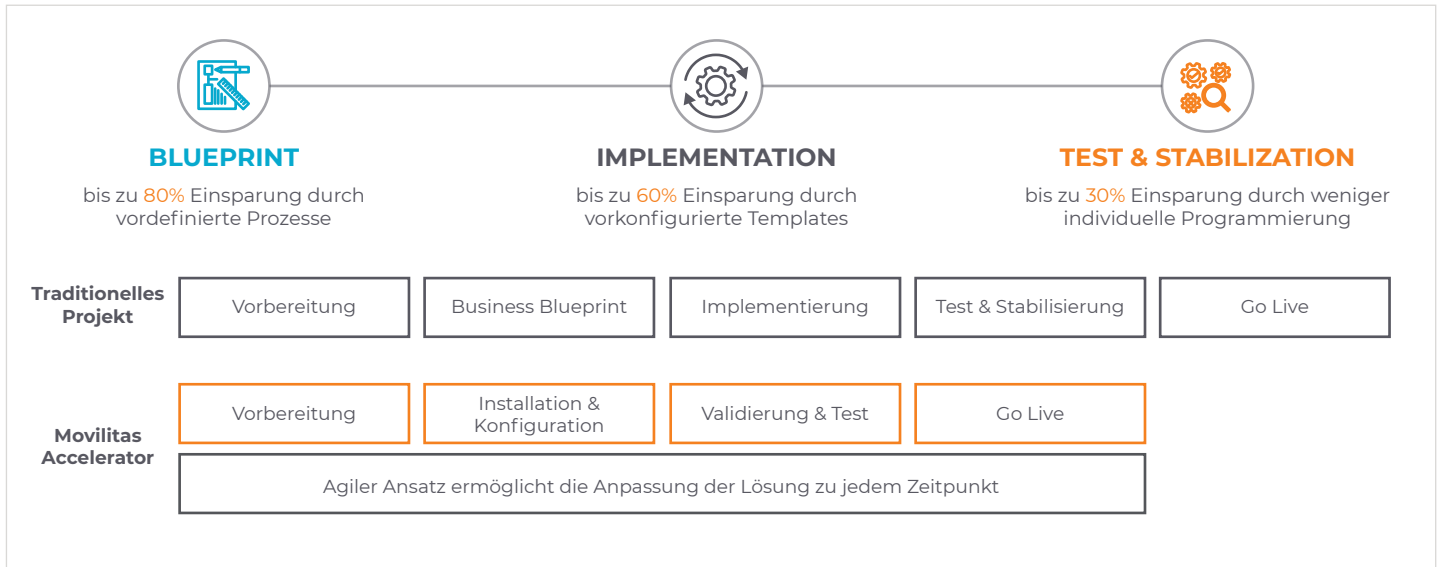 BLUEPRINT
bis zu 80% Einsparung durch
vordefinierte Prozesse
IMPLEMENTATION
bis zu 60% Einsparung durch
vorkonfigurierte Templates
TEST & STABILIZATION
bis zu 30% Einsparung durch weniger
individuelle Programmierung
Traditionelles
Projekt
Vorbereitung
Business Blueprint
Implementierung
Test & Stabilisierung
Go Live
Movilitas
Accelerator
Vorbereitung
Installation &
Konfiguration
Validierung & Test
Go Live
Agiler Ansatz ermöglicht die Anpassung der Lösung zu jedem Zeitpunkt